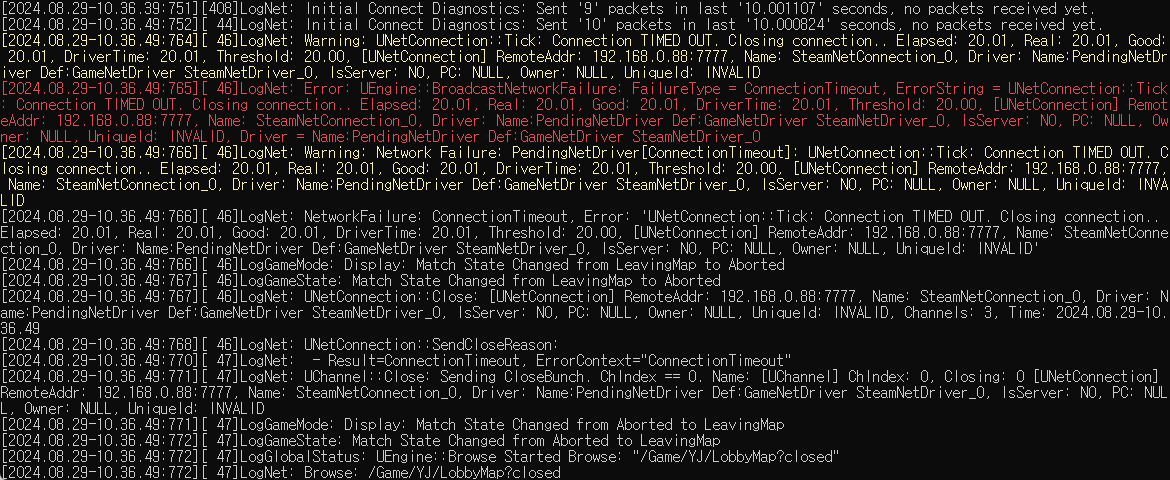 [2024.08.29-10.36.39:751][408]LogNet: Initial Connect Diagnostics: Sent '9' packets in last '10.001107' seconds, no packets received yet.
[2024.08.29-10.36.49:752][ 44]LogNet: Initial Connect Diagnostics: Sent '10' packets in last '10.000824' seconds, no packets received yet.
[2024.08.29-10.36.49:764][ 46]LogNet: Warning: UNetConnection::Tick: Connection TIMED OUT. Closing connection.. Elapsed: 20.01, Real: 20.01, Good:
 20.01, DriverTime: 20.01, Threshold: 20.00, [UNetConnection] RemoteAddr: 192.168.0.88:7777, Name: SteamNetConnection_0, Driver: Name:PendingNetDr
iver Def:GameNetDriver SteamNetDriver_0, IsServer: NO, PC: NULL, Owner: NULL, UniqueId: INVALID
[2024.08.29-10.36.49:765][ 46]LogNet: Error: UEngine::BroadcastNetworkFailure: FailureType = ConnectionTimeout, ErrorString = UNetConnection::Tick
: Connection TIMED OUT. Closing connection.. Elapsed: 20.01, Real: 20.01, Good: 20.01, DriverTime: 20.01, Threshold: 20.00, [UNetConnection] Remot
eAddr: 192.168.0.88:7777, Name: SteamNetConnection_0, Driver: Name:PendingNetDriver Def:GameNetDriver SteamNetDriver_0, IsServer: NO, PC: NULL, Ow
ner: NULL, UniqueId: INVALID, Driver = Name:PendingNetDriver Def:GameNetDriver SteamNetDriver_0
[2024.08.29-10.36.49:766][ 46]LogNet: Warning: Network Failure: PendingNetDriver[ConnectionTimeout]: UNetConnection::Tick: Connection TIMED OUT. C
losing connection.. Elapsed: 20.01, Real: 20.01, Good: 20.01, DriverTime: 20.01, Threshold: 20.00, [UNetConnection] RemoteAddr: 192.168.0.88:7777,
 Name: SteamNetConnection_0, Driver: Name:PendingNetDriver Def:GameNetDriver SteamNetDriver_0, IsServer: NO, PC: NULL, Owner: NULL, UniqueId: INVA
LID
[2024.08.29-10.36.49:766][ 46]LogNet: NetworkFailure: ConnectionTimeout, Error: 'UNetConnection::Tick: Connection TIMED OUT. Closing connection..
Elapsed: 20.01, Real: 20.01, Good: 20.01, DriverTime: 20.01, Threshold: 20.00, [UNetConnection] RemoteAddr: 192.168.0.88:7777, Name: SteamNetConne
ction_0, Driver: Name:PendingNetDriver Def:GameNetDriver SteamNetDriver_0, IsServer: NO, PC: NULL, Owner: NULL, UniqueId: INVALID'
[2024.08.29-10.36.49:766][ 46]LogGameMode: Display: Match State Changed from LeavingMap to Aborted
[2024.08.29-10.36.49:767][ 46]LogGameState: Match State Changed from LeavingMap to Aborted
[2024.08.29-10.36.49:767][ 46]LogNet: UNetConnection::Close: [UNetConnection] RemoteAddr: 192.168.0.88:7777, Name: SteamNetConnection_0, Driver: N
ame:PendingNetDriver Def:GameNetDriver SteamNetDriver_0, IsServer: NO, PC: NULL, Owner: NULL, UniqueId: INVALID, Channels: 3, Time: 2024.08.29-10.
36.49
[2024.08.29-10.36.49:768][ 46]LogNet: UNetConnection::SendCloseReason:
[2024.08.29-10.36.49:770][ 47]LogNet:  - Result=ConnectionTimeout, ErrorContext="ConnectionTimeout"
[2024.08.29-10.36.49:771][ 47]LogNet: UChannel::Close: Sending CloseBunch. ChIndex == 0. Name: [UChannel] ChIndex: 0, Closing: 0 [UNetConnection]
RemoteAddr: 192.168.0.88:7777, Name: SteamNetConnection_0, Driver: Name:PendingNetDriver Def:GameNetDriver SteamNetDriver_0, IsServer: NO, PC: NUL
L, Owner: NULL, UniqueId: INVALID
[2024.08.29-10.36.49:771][ 47]LogGameMode: Display: Match State Changed from Aborted to LeavingMap
[2024.08.29-10.36.49:772][ 47]LogGameState: Match State Changed from Aborted to LeavingMap
[2024.08.29-10.36.49:772][ 47]LogGlobalStatus: UEngine::Browse Started Browse: "/Game/YJ/LobbyMap?closed"
[2024.08.29-10.36.49:772][ 47]LogNet: Browse: /Game/YJ/LobbyMap?closed